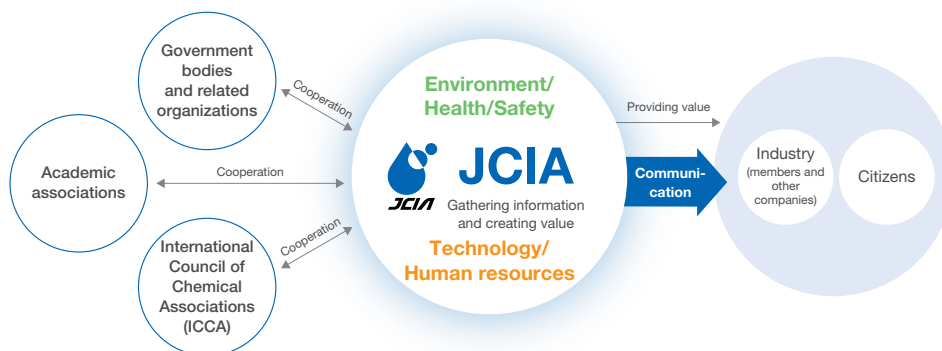 Government
bodies
and related
organizations
Cooperation
Academic
associations
Cooperation
International
Council of
Chemical
Associations
(ICCA)
Cooperation
Environment/
Health/Safety
JCIA
JCIA
Gathering information
and creating value
Technology/
Human resources
Providing value
Communi-
cation
Industry
(members and
other
companies)
Citizens